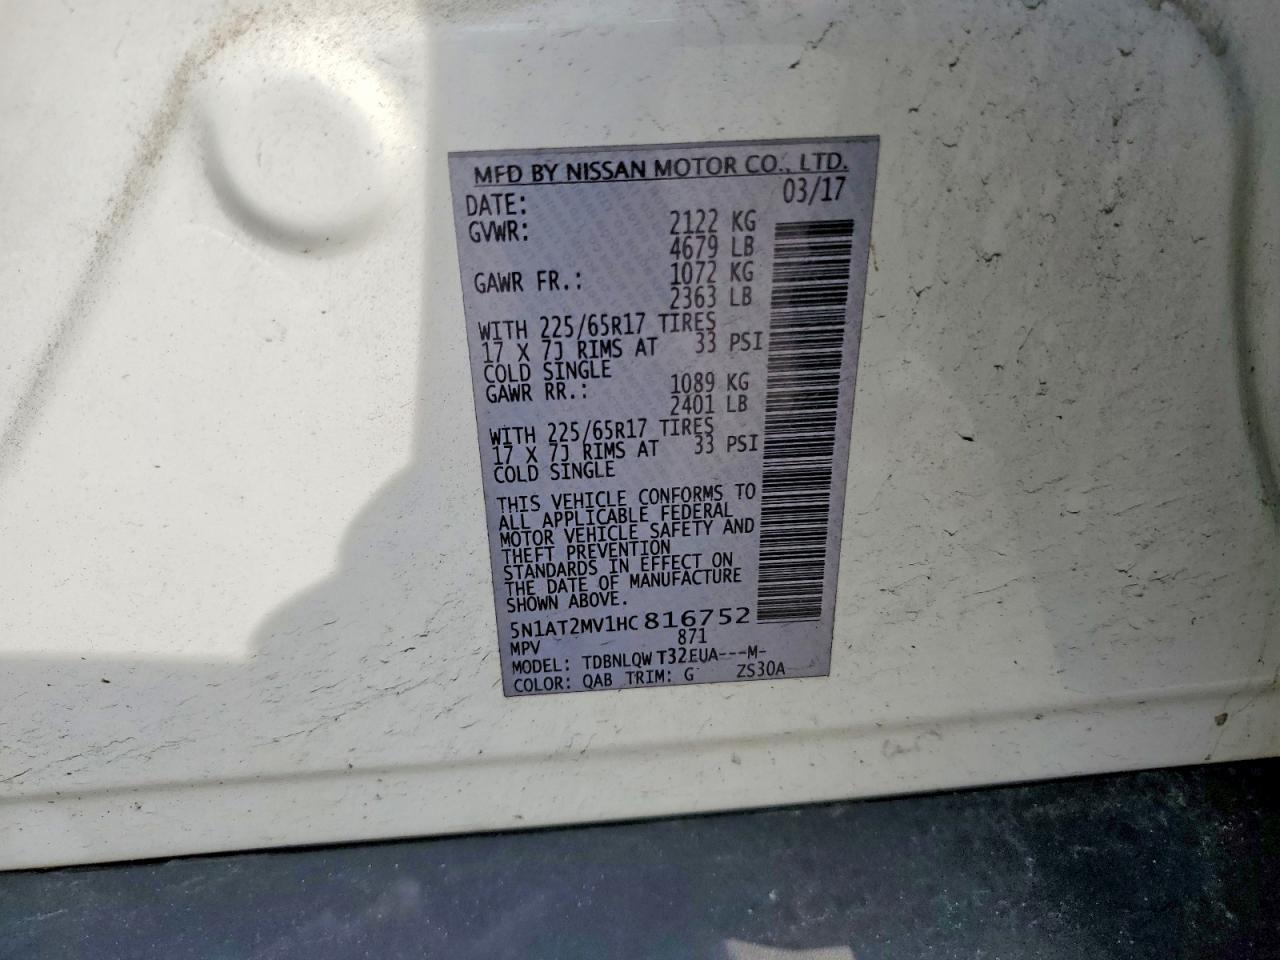 MFD BY NISSAN MOTOR CO., LTD.
DATE: 03/17
GVWR: 2122 KG
4679 LB
GAWR FR.: 1072 KG
2363 LB
WITH 225/65R17 TIRES
17 X 7J RIMS AT 33 PSI
COLD SINGLE
GAWR RR.: 1089 KG
2401 LB
WITH 225/65R17 TIRES
17 X 7J RIMS AT 33 PSI
COLD SINGLE
THIS VEHICLE CONFORMS TO
ALL APPLICABLE FEDERAL
MOTOR VEHICLE SAFETY AND
THEFT PREVENTION
STANDARDS IN EFFECT ON
THE DATE OF MANUFACTURE
SHOWN ABOVE.
5N1AT2MV1HC816752
MPV 871
MODEL: TDBNLQW T32EUA---M-
COLOR: QAB TRIM: G ZS30A